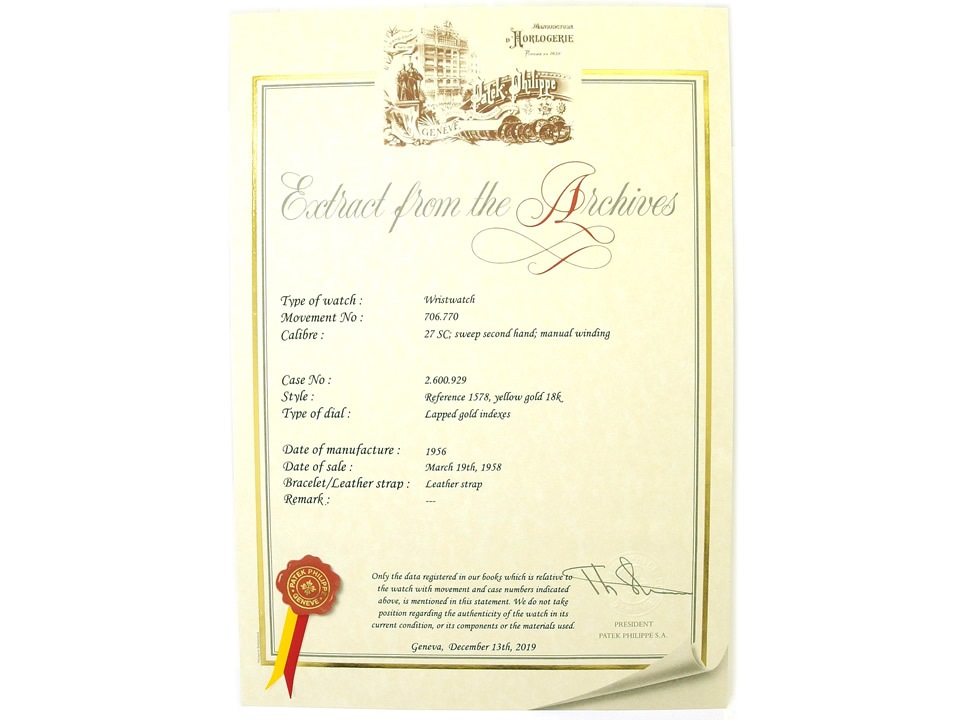 Manufacture
D'HORLOGERIE
Fondée en 1839
Patek Philippe
GENÈVE
Extract from the Archives
Type of watch : Wristwatch
Movement No : 706.770
Calibre : 27 SC; sweep second hand; manual winding
Case No : 2.600.929
Style : Reference 1578, yellow gold 18k
Type of dial : Lapped gold indexes
Date of manufacture : 1956
Date of sale : March 19th, 1958
Bracelet/Leather strap : Leather strap
Remark : ---
PATEK PHILIPPE
GENEVE
Only the data registered in our books which is relative to
the watch with movement and case numbers indicated
above, is mentioned in this statement. We do not take
position regarding the authenticity of the watch in its
current condition, or its components or the materials used.
Geneva, December 13th, 2019
PRESIDENT
PATEK PHILIPPE S.A.